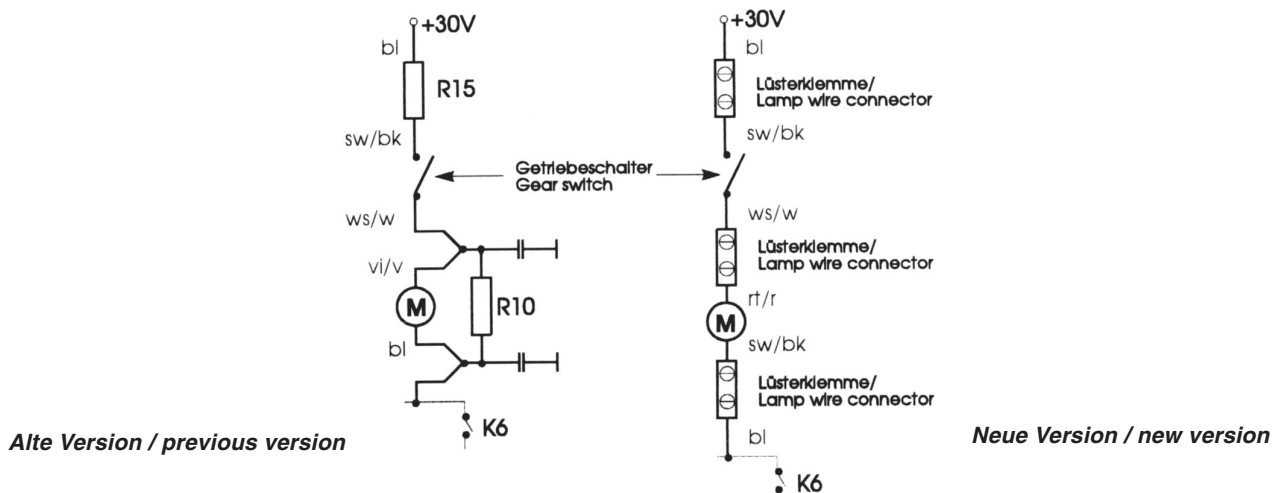 +30V
bl
R15
sw/bk
ws/w
vi/v
M
R10
bl
K6
Alte Version / previous version
Getriebeschalter
Gear switch
+30V
bl
Lüsterklemme/
Lamp wire connector
sw/bk
ws/w
Lüsterklemme/
Lamp wire connector
rt/r
M
sw/bk
Lüsterklemme/
Lamp wire connector
bl
K6
Neue Version / new version